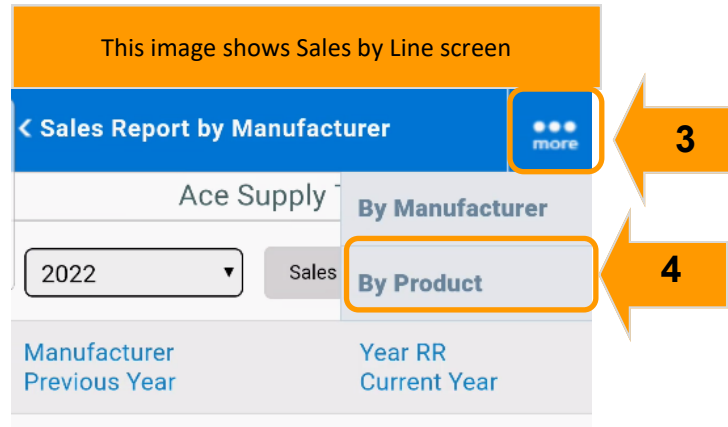 This image shows Sales by Line screen
< Sales Report by Manufacturer
more
3
Ace Supply
By Manufacturer
2022
Sales
By Product
4
Manufacturer
Year RR
Previous Year
Current Year